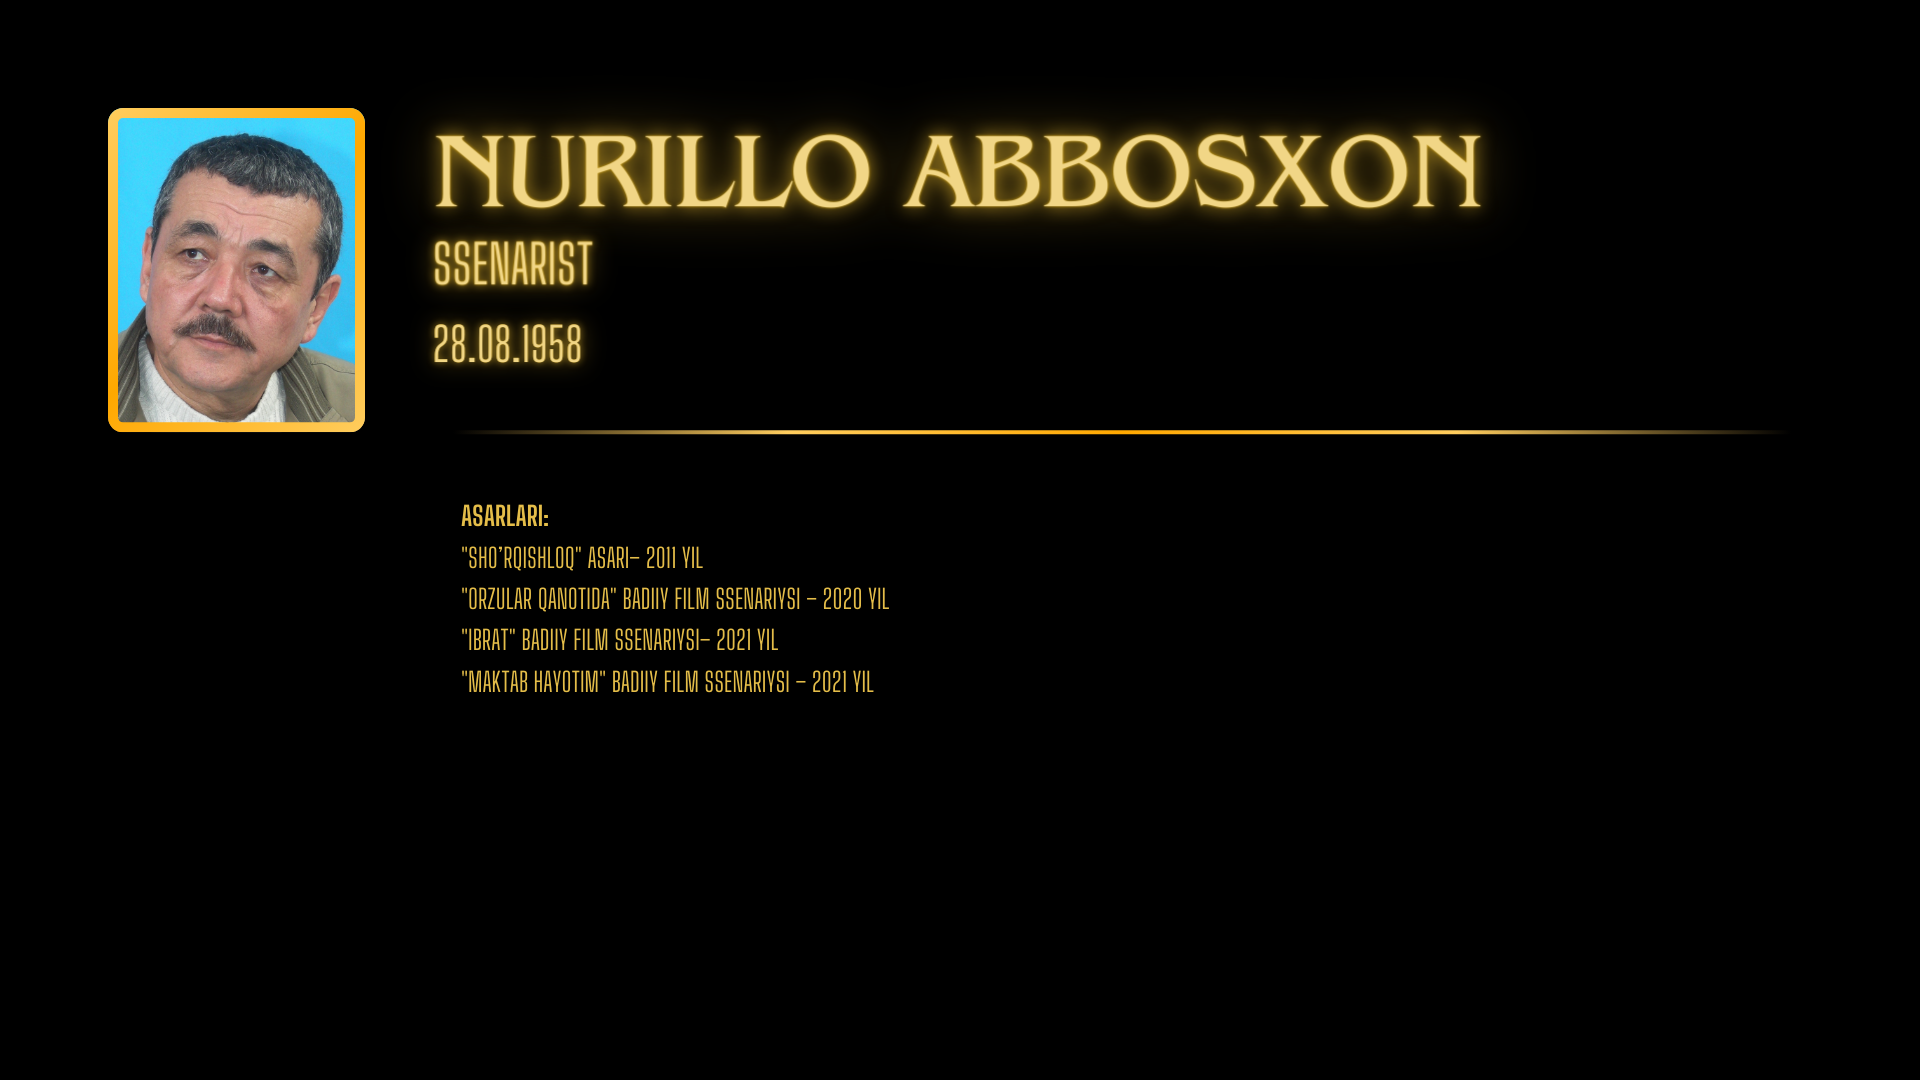 NURILLO ABBOSXON
SSENARIST
28.08.1958
ASARLARI:
"SHO’RQISHLOQ" ASARI– 2011 YIL
"ORZULAR QANOTIDA" BADIIY FILM SSENARIYSI – 2020 YIL
"IBRAT" BADIIY FILM SSENARIYSI– 2021 YIL
"MAKTAB HAYOTIM" BADIIY FILM SSENARIYSI – 2021 YIL